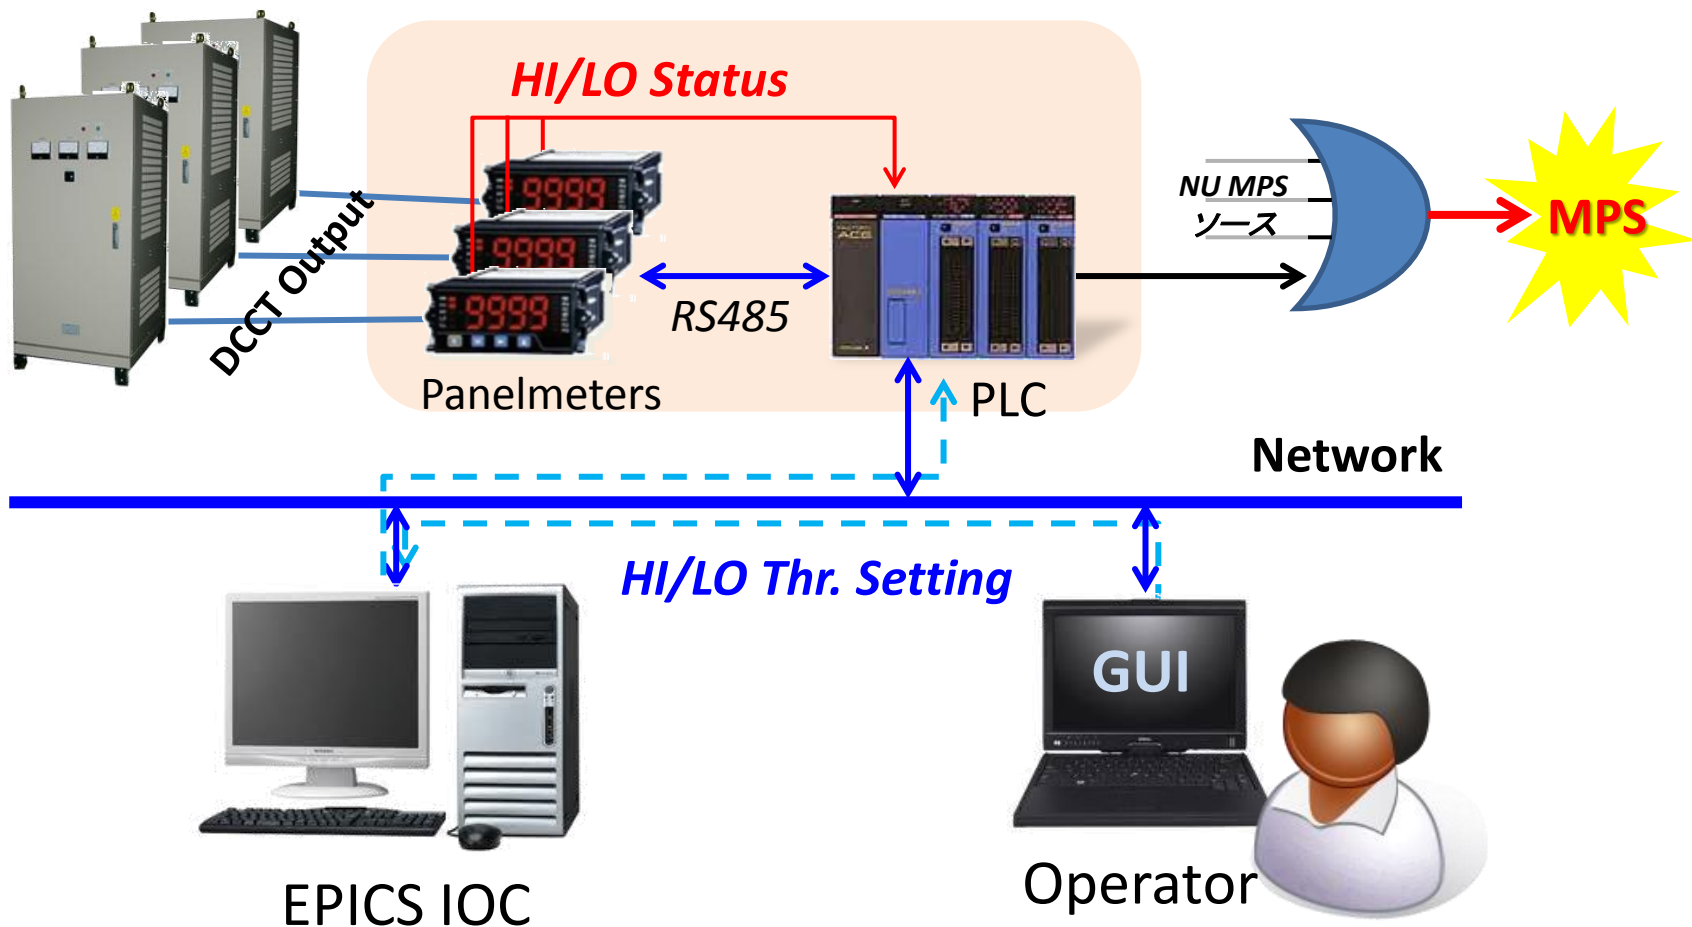 HI/LO Status
DCCT Output
9999
9999
9999
RS485
Panelmeters
PLC
NU MPS
ソース
MPS
Network
HI/LO Thr. Setting
GUI
EPICS IOC
Operator